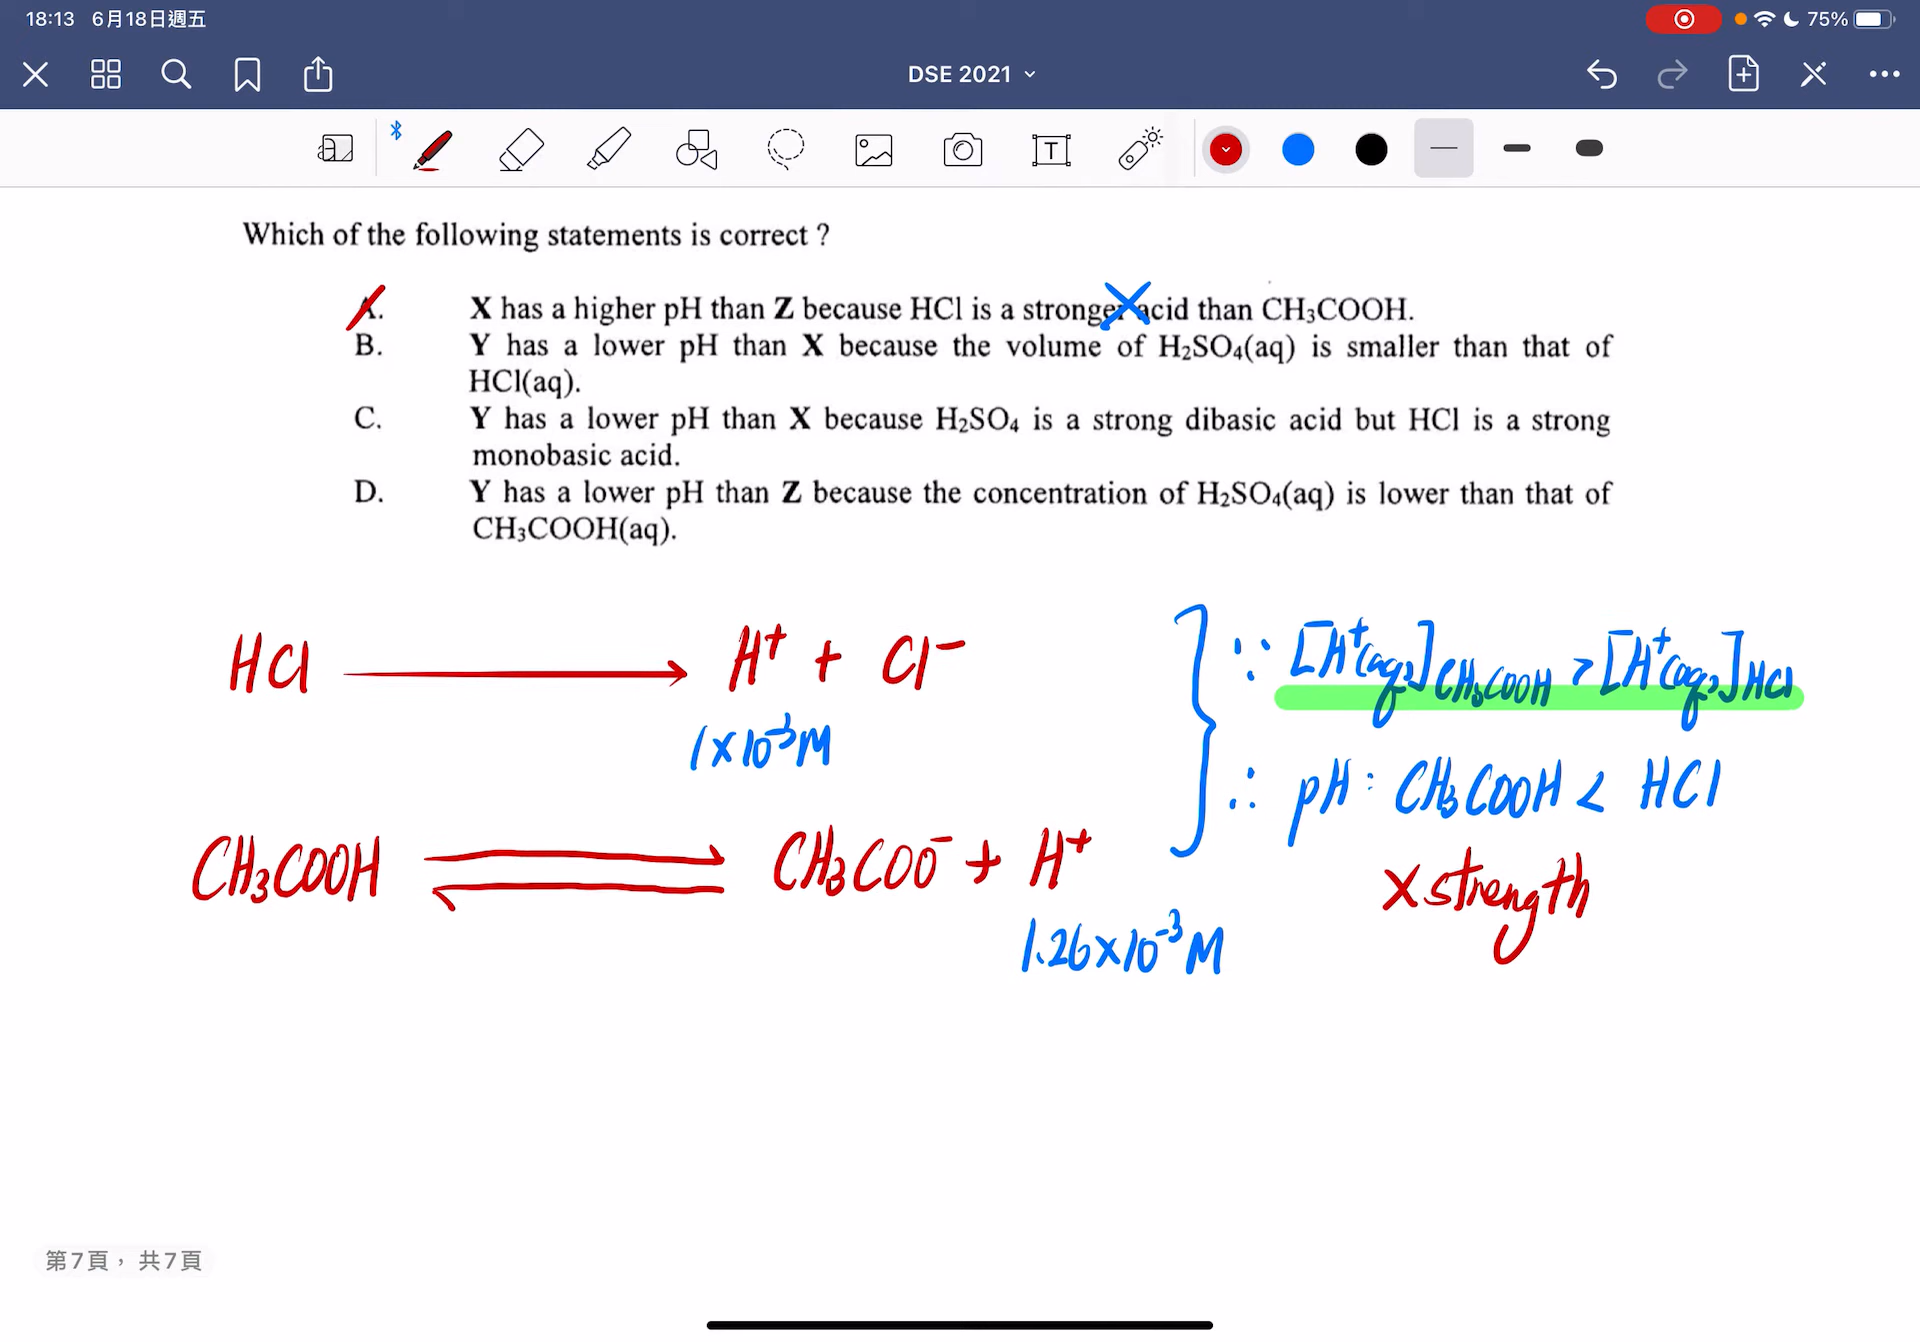 18:13 6月18日週五
75%
DSE 2021
Which of the following statements is correct ?
A. X has a higher pH than Z because HCl is a stronger acid than CH₃COOH.
B. Y has a lower pH than X because the volume of H₂SO₄(aq) is smaller than that of
HCl(aq).
C. Y has a lower pH than X because H₂SO₄ is a strong dibasic acid but HCl is a strong
monobasic acid.
D. Y has a lower pH than Z because the concentration of H₂SO₄(aq) is lower than that of
CH₃COOH(aq).
HCl → H⁺ + Cl⁻
1×10⁻³M
CH₃COOH ⇌ CH₃COO⁻ + H⁺
1.26×10⁻³M
∵ [H⁺(aq)]CH₃COOH > [H⁺(aq)]HCl
∴ pH : CH₃COOH < HCl
X strength
第7頁，共7頁